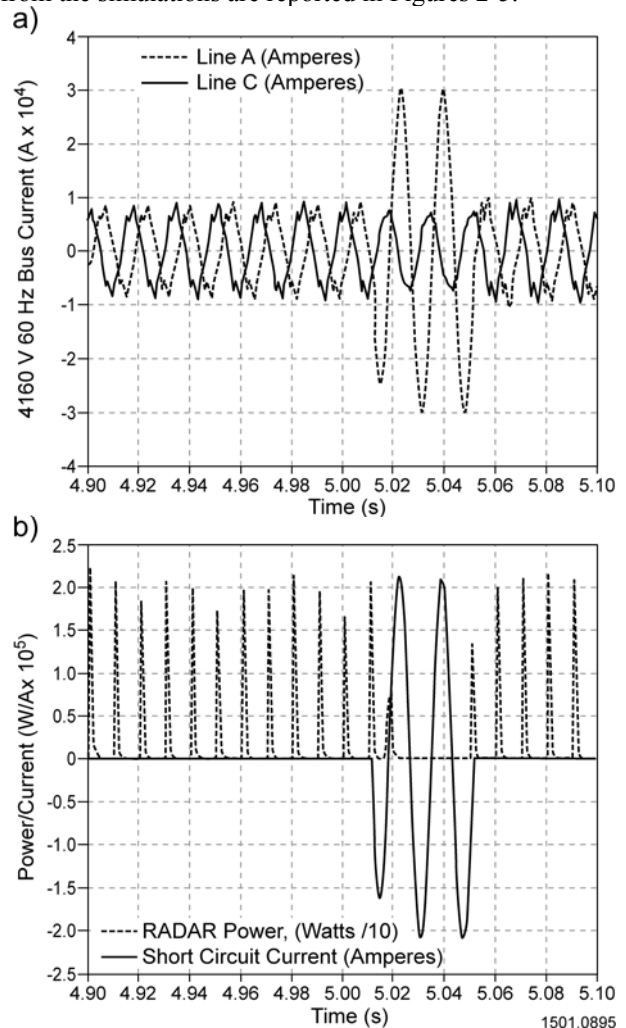 from the simulations are reported in Figures 2-5.
a)
4
3
2
1
0
-1
-2
-3
-4
4160 V 60 Hz Bus Current (A x 10⁴)
Line A (Amperes)
Line C (Amperes)
4.90 4.92 4.94 4.96 4.98 5.00 5.02 5.04 5.06 5.08 5.10
Time (s)
b)
2.5
2.0
1.5
1.0
0.5
0
-0.5
-1.0
-1.5
-2.0
-2.5
Power/Current (W/Ax 10⁵)
RADAR Power, (Watts /10)
Short Circuit Current (Amperes)
4.90 4.92 4.94 4.96 4.98 5.00 5.02 5.04 5.06 5.08 5.10
Time (s)
1501.0895